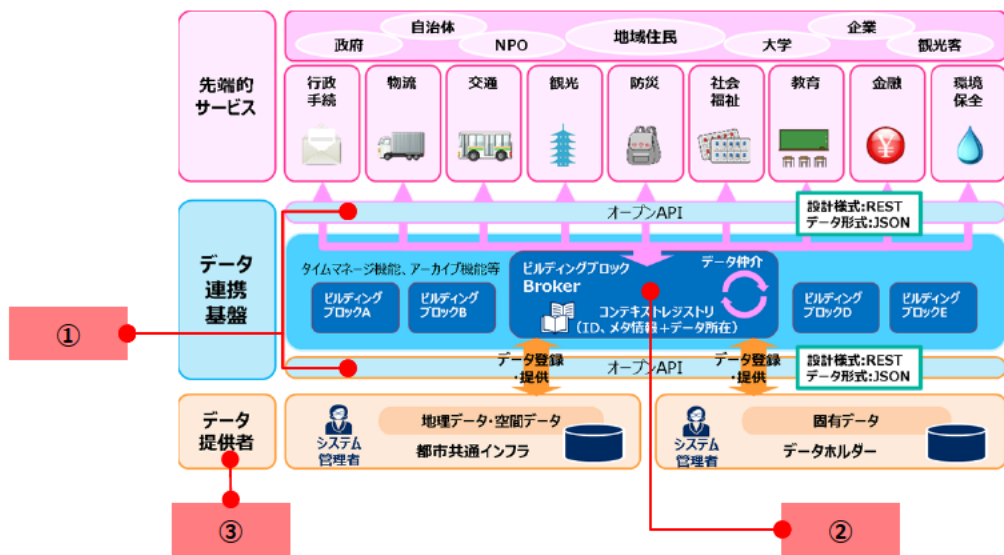 自治体
企業
政府
NPO
地域住民
大学
観光客
先端的
サービス
行政
手続
物流
交通
観光
防災
社会
福祉
教育
金融
環境
保全
オープンAPI
設計様式:REST
データ形式:JSON
データ
連携
基盤
タイムマネージ機能、アーカイブ機能等
ビルディング
ブロックA
ビルディング
ブロックB
ビルディングブロック
Broker
データ仲介
コンテキストレジストリ
(ID、メタ情報+データ所在)
ビルディング
ブロックD
ビルディング
ブロックE
①
データ登録
・提供
オープンAPI
データ登録
・提供
設計様式:REST
データ形式:JSON
データ
提供者
システム
管理者
地理データ・空間データ
都市共通インフラ
システム
管理者
固有データ
データホルダー
③
②